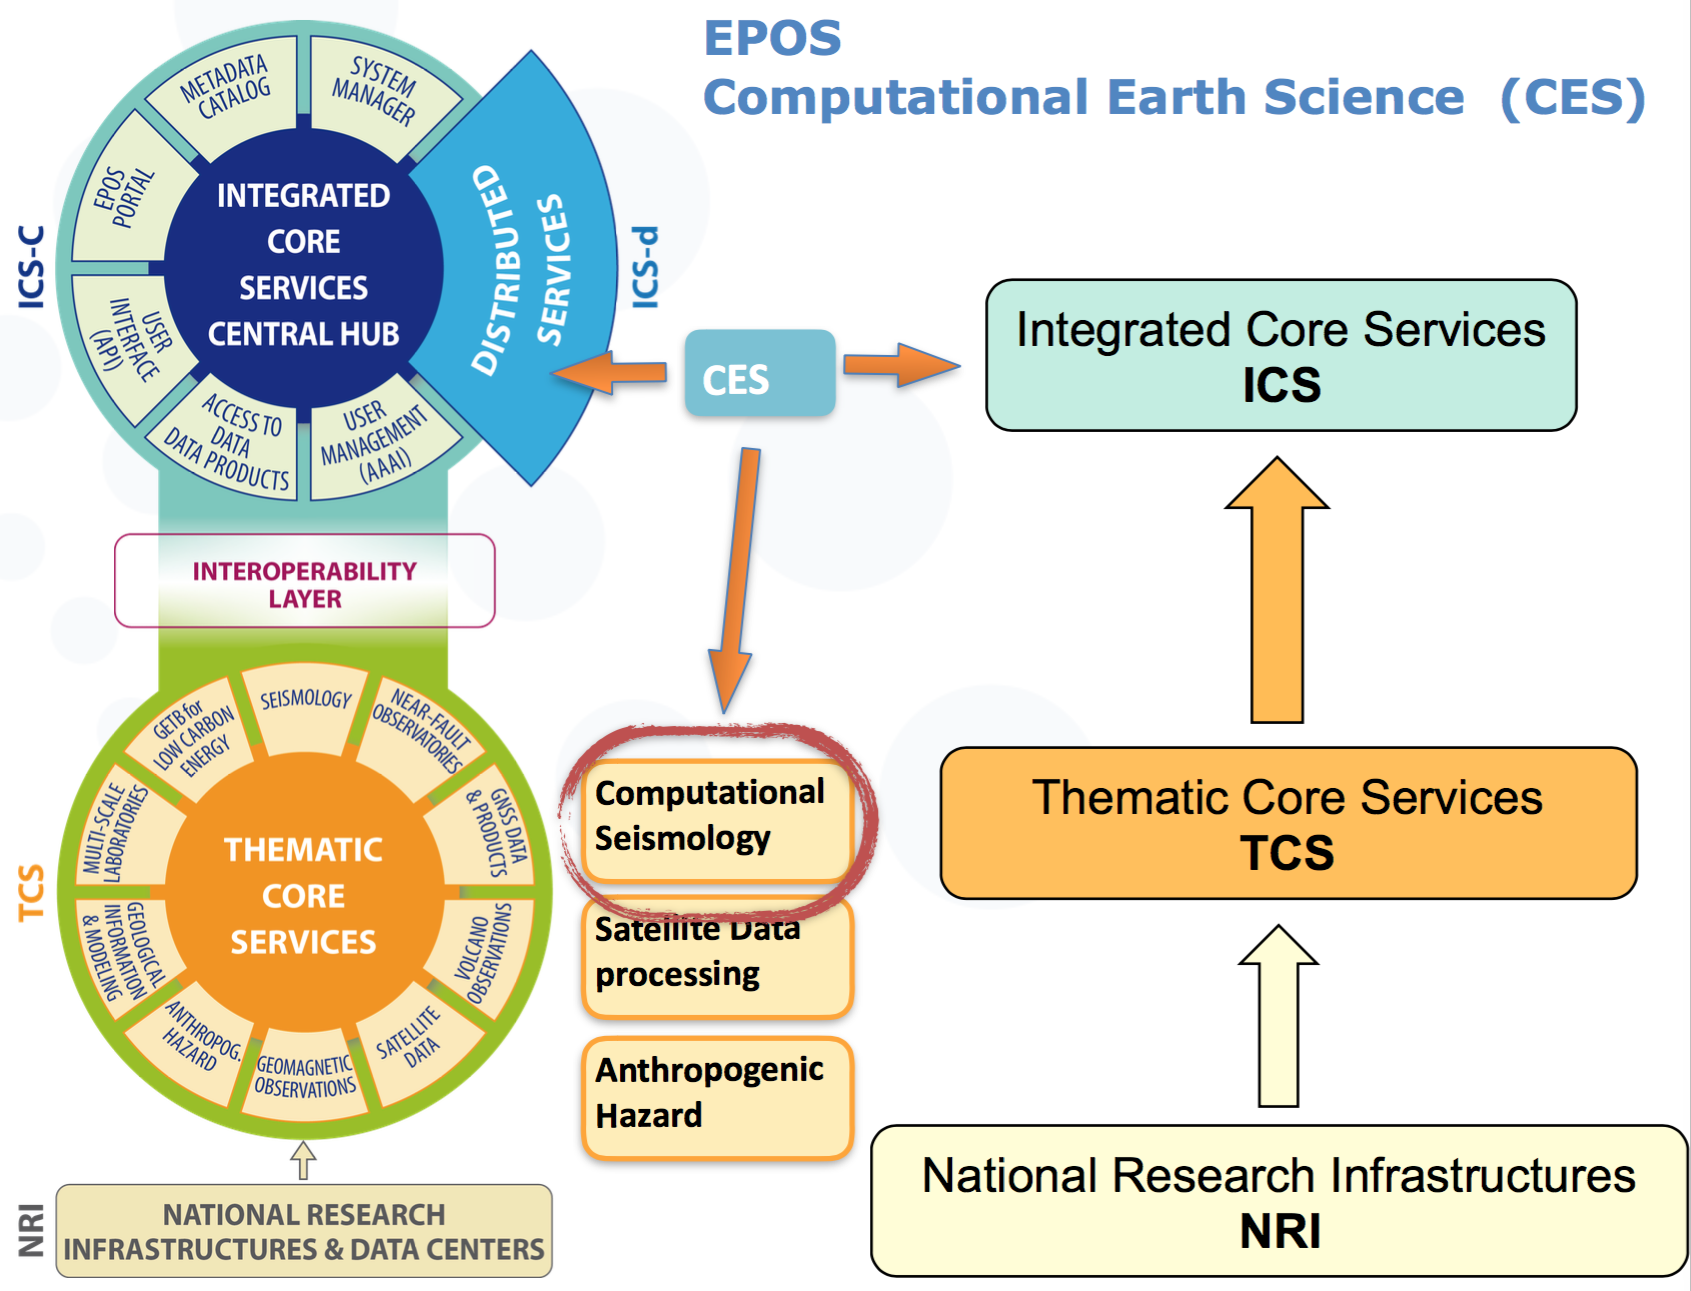 EPOS
Computational Earth Science (CES)
ICS-C
METADATA
CATALOG
SYSTEM
MANAGER
EPOS
PORTAL
USER
INTERFACE
(API)
ACCESS TO
DATA
DATA PRODUCTS
USER
MANAGEMENT
(AAAI)
INTEGRATED
CORE
SERVICES
CENTRAL HUB
DISTRIBUTED
SERVICES
ICS-d
CES
Integrated Core Services
ICS
INTEROPERABILITY
LAYER
TCS
SEISMOLOGY
NEAR-FAULT
OBSERVATORIES
GNSS DATA
& PRODUCTS
VOLCANO
OBSERVATIONS
SATELLITE
DATA
GEOMAGNETIC
OBSERVATIONS
ANTHROPOG.
HAZARD
GEOLOGICAL
INFORMATION
& MODELING
MULTI-SCALE
LABORATORIES
GETB for
LOW CARBON
ENERGY
THEMATIC
CORE
SERVICES
Computational
Seismology
Satellite Data
processing
Anthropogenic
Hazard
Thematic Core Services
TCS
NRI
NATIONAL RESEARCH
INFRASTRUCTURES & DATA CENTERS
National Research Infrastructures
NRI